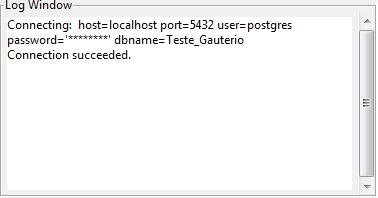 Log Window
Connecting:  host=localhost port=5432 user=postgres
password='********' dbname=Teste_Gauterio
Connection succeeded.